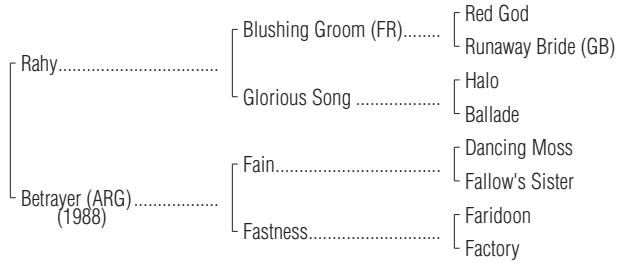 Red God
Blushing Groom (FR)........
Runaway Bride (GB)
Rahy.................................
Halo
Glorious Song .................
Ballade
Dancing Moss
Fain..................................
Fallow's Sister
Betrayer (ARG).................
(1988)
Faridoon
Fastness...........................
Factory